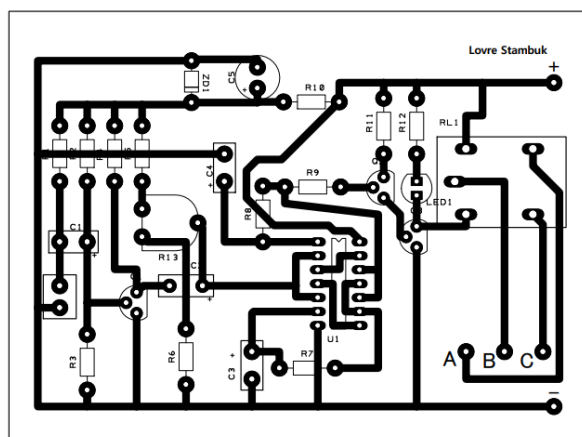 Lovre Stambuk
+
ZD1
C5
+
R10
R11
R12
RL1
C4
+
R9
R8
LED1
C1
+
R13
+
U1
R3
R6
+
C3
R7
A
B
C
−